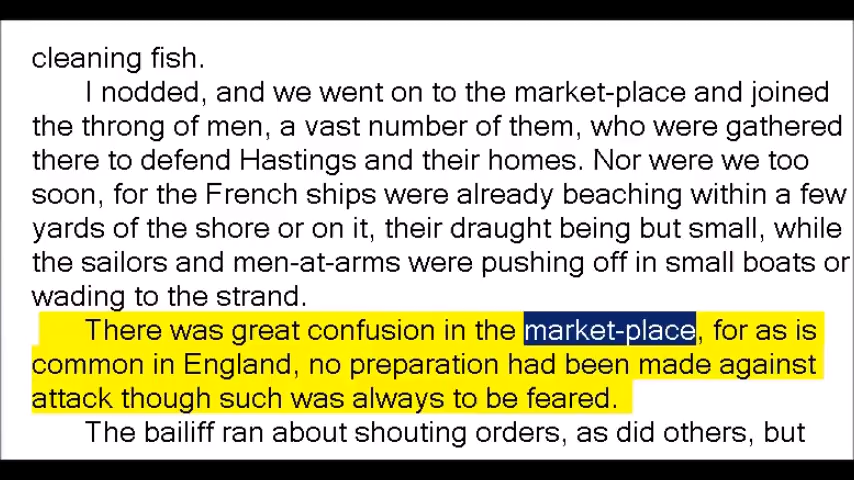 cleaning fish.
I nodded, and we went on to the market-place and joined
the throng of men, a vast number of them, who were gathered
there to defend Hastings and their homes. Nor were we too
soon, for the French ships were already beaching within a few
yards of the shore or on it, their draught being but small, while
the sailors and men-at-arms were pushing off in small boats or
wading to the strand.
There was great confusion in the market-place, for as is
common in England, no preparation had been made against
attack though such was always to be feared.
The bailiff ran about shouting orders, as did others, but